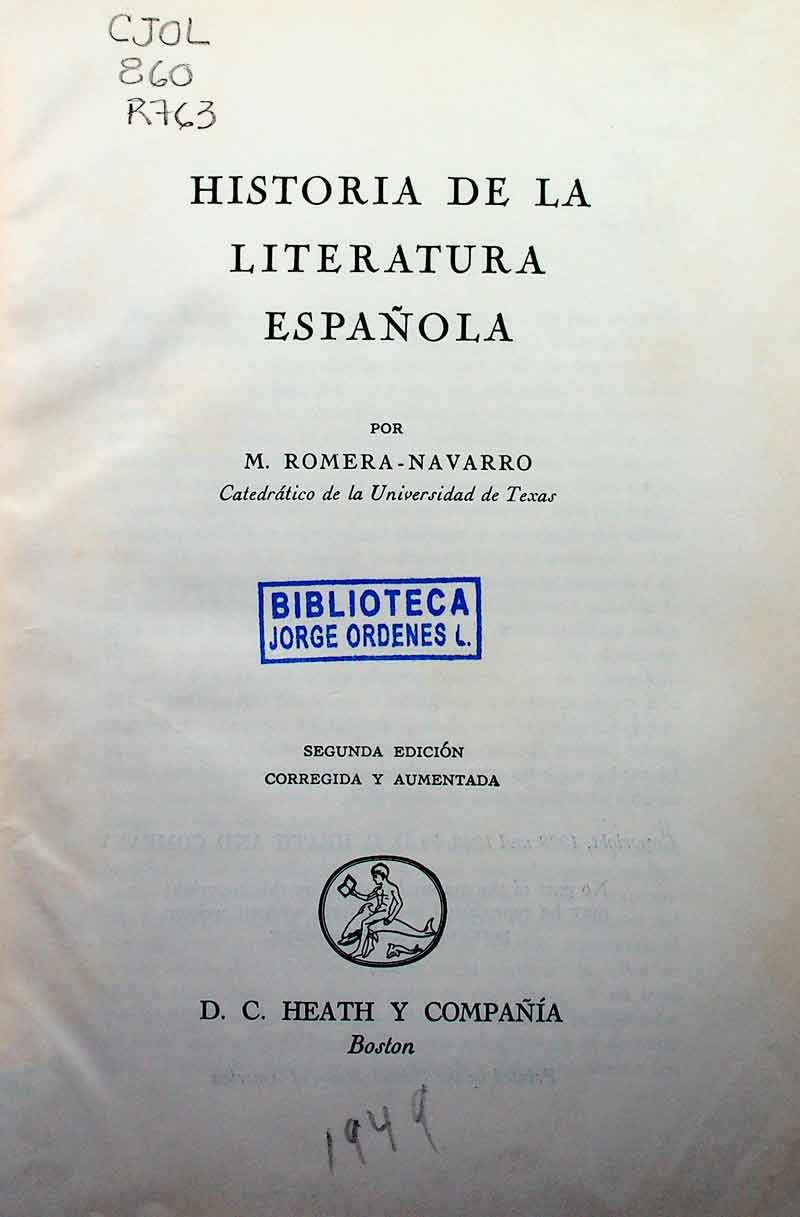 CJOL
860
R763
HISTORIA DE LA
LITERATURA
ESPAÑOLA
POR
M. ROMERA-NAVARRO
Catedrático de la Universidad de Texas
BIBLIOTECA
JORGE ORDENES L.
SEGUNDA EDICIÓN
CORREGIDA Y AUMENTADA
D. C. HEATH Y COMPAÑÍA
Boston
1949